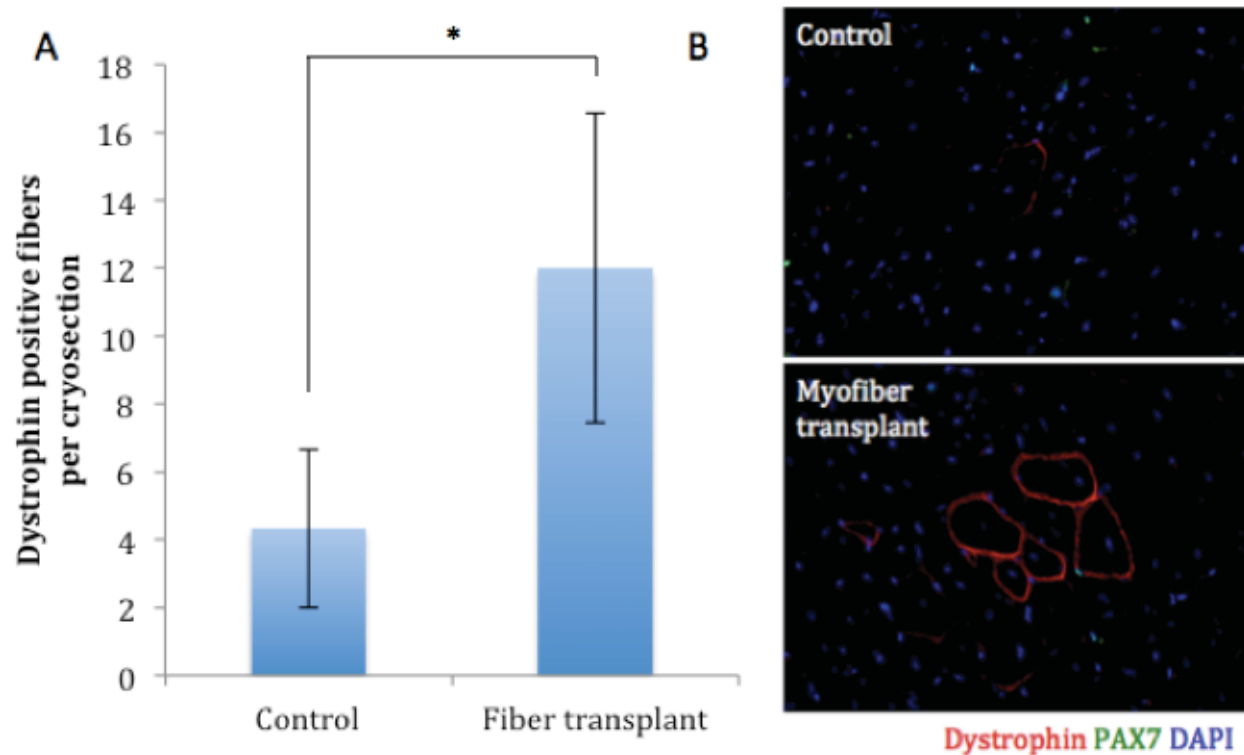 A
*
B
18
16
14
12
10
8
6
4
2
0
Dystrophin positive fibers
per cryosection
Control
Fiber transplant
Control
Myofiber
transplant
Dystrophin PAX7 DAPI